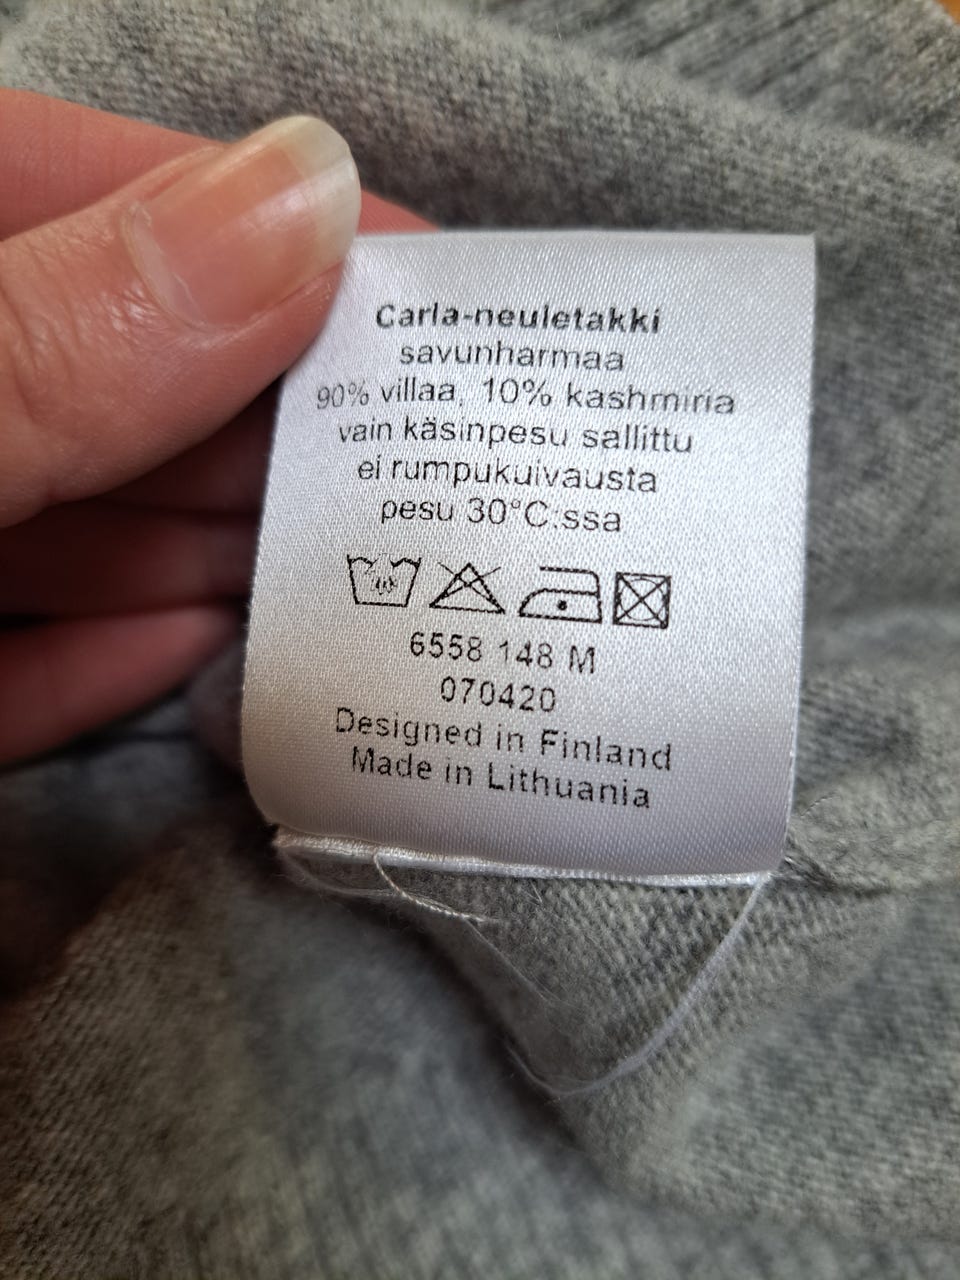 Carla-neuletakki
savunharmaa
90% villaa, 10% kashmiria
vain käsinpesu sallittu
ei rumpukuivausta
pesu 30°C:ssa
6558 148 M
070420
Designed in Finland
Made in Lithuania